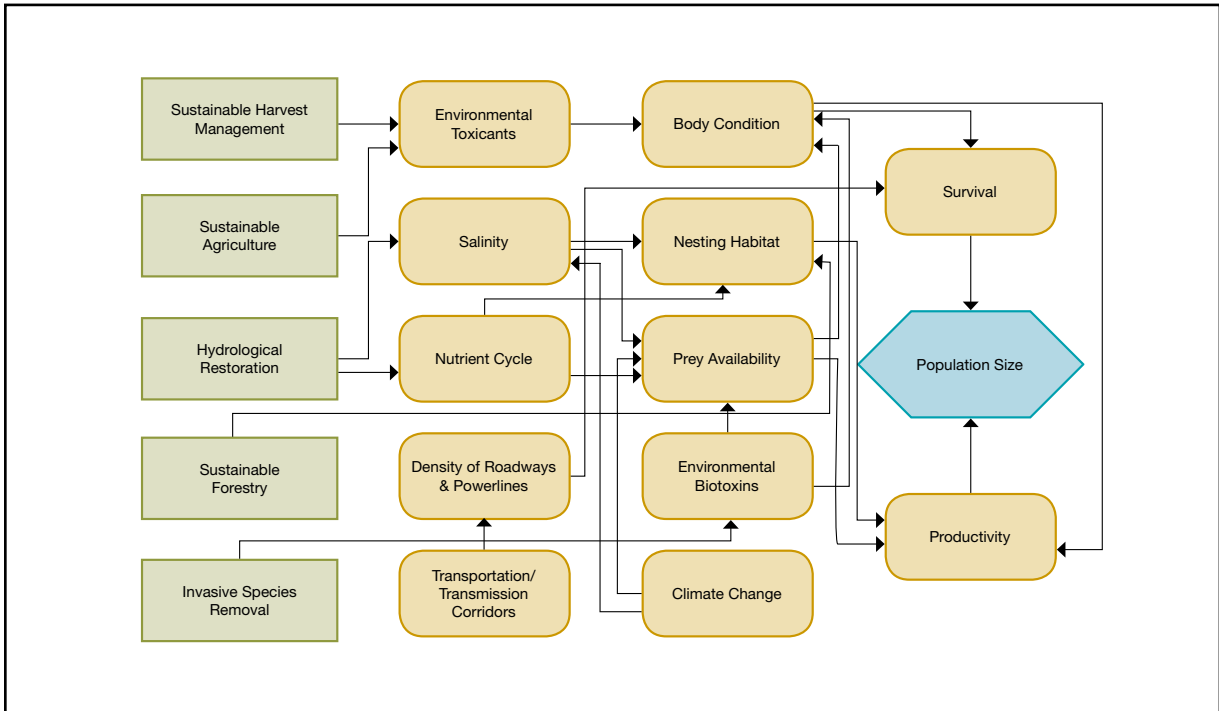 Sustainable Harvest
Management
Environmental
Toxicants
Body Condition
Survival
Sustainable
Agriculture
Salinity
Nesting Habitat
Hydrological
Restoration
Nutrient Cycle
Prey Availability
Population Size
Sustainable
Forestry
Density of Roadways
& Powerlines
Environmental
Biotoxins
Productivity
Invasive Species
Removal
Transportation/
Transmission
Corridors
Climate Change